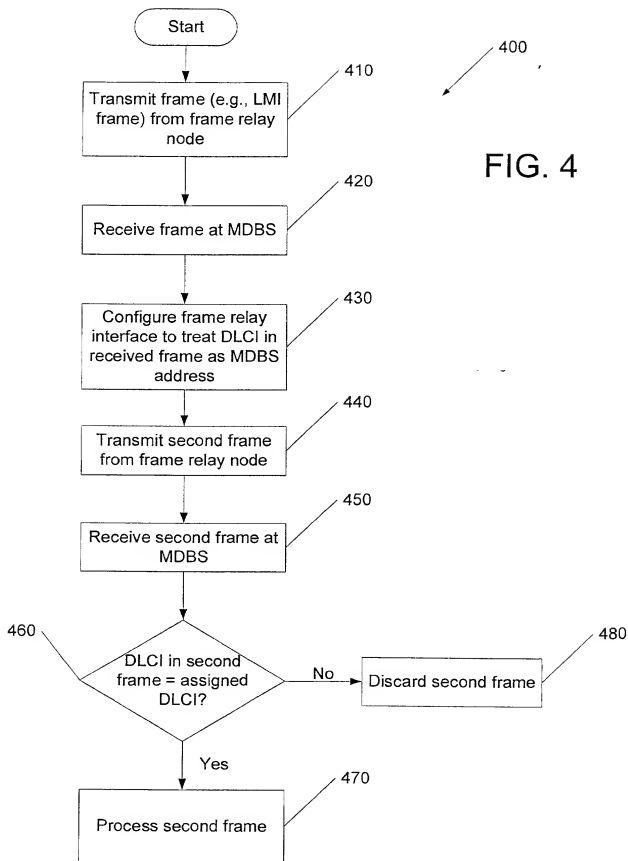 Start
400
410
Transmit frame (e.g., LMI
frame) from frame relay
node
FIG. 4
420
Receive frame at MDBS
430
Configure frame relay
interface to treat DLCI in
received frame as MDBS
address
440
Transmit second frame
from frame relay node
450
Receive second frame at
MDBS
460
DLCI in second
frame = assigned
DLCI?
No
480
Discard second frame
Yes
470
Process second frame